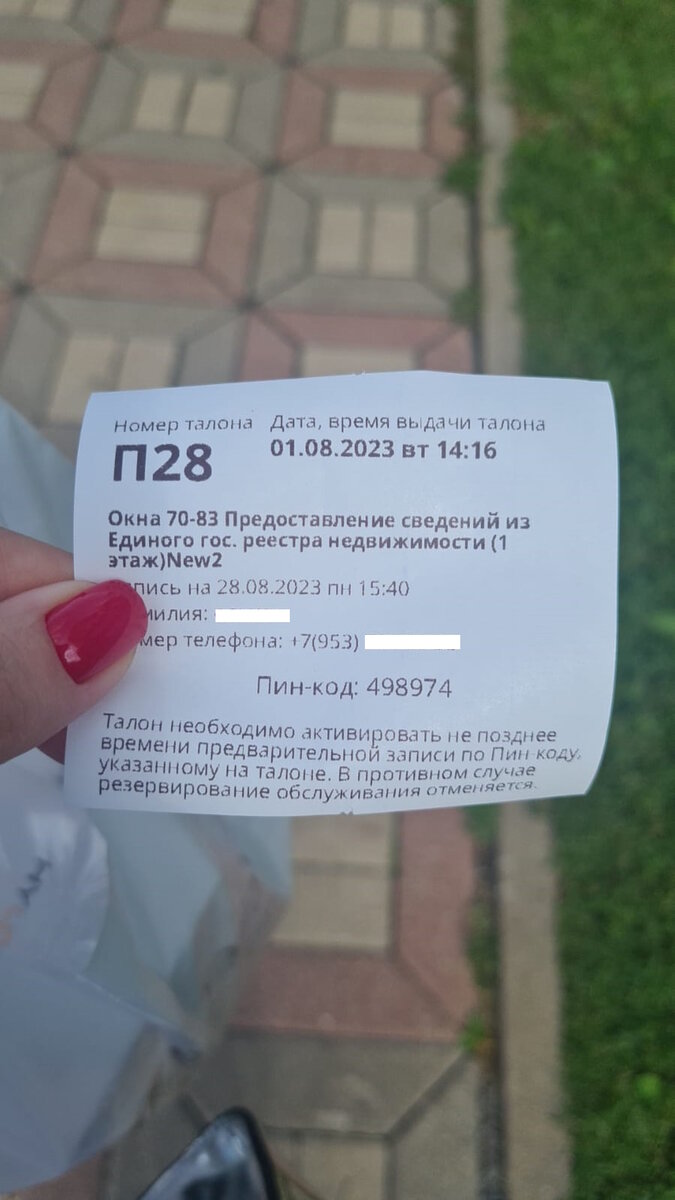 Номер талона Дата, время выдачи талона
П28 01.08.2023 вт 14:16
Окна 70-83 Предоставление сведений из
Единого гос. реестра недвижимости (1
этаж)New2
пись на 28.08.2023 пн 15:40
милия:
мер телефона: +7(953)
Пин-код: 498974
Талон необходимо активировать не позднее
времени предварительной записи по Пин-коду,
указанному на талоне. В противном случае
резервирование обслуживания отменяется.